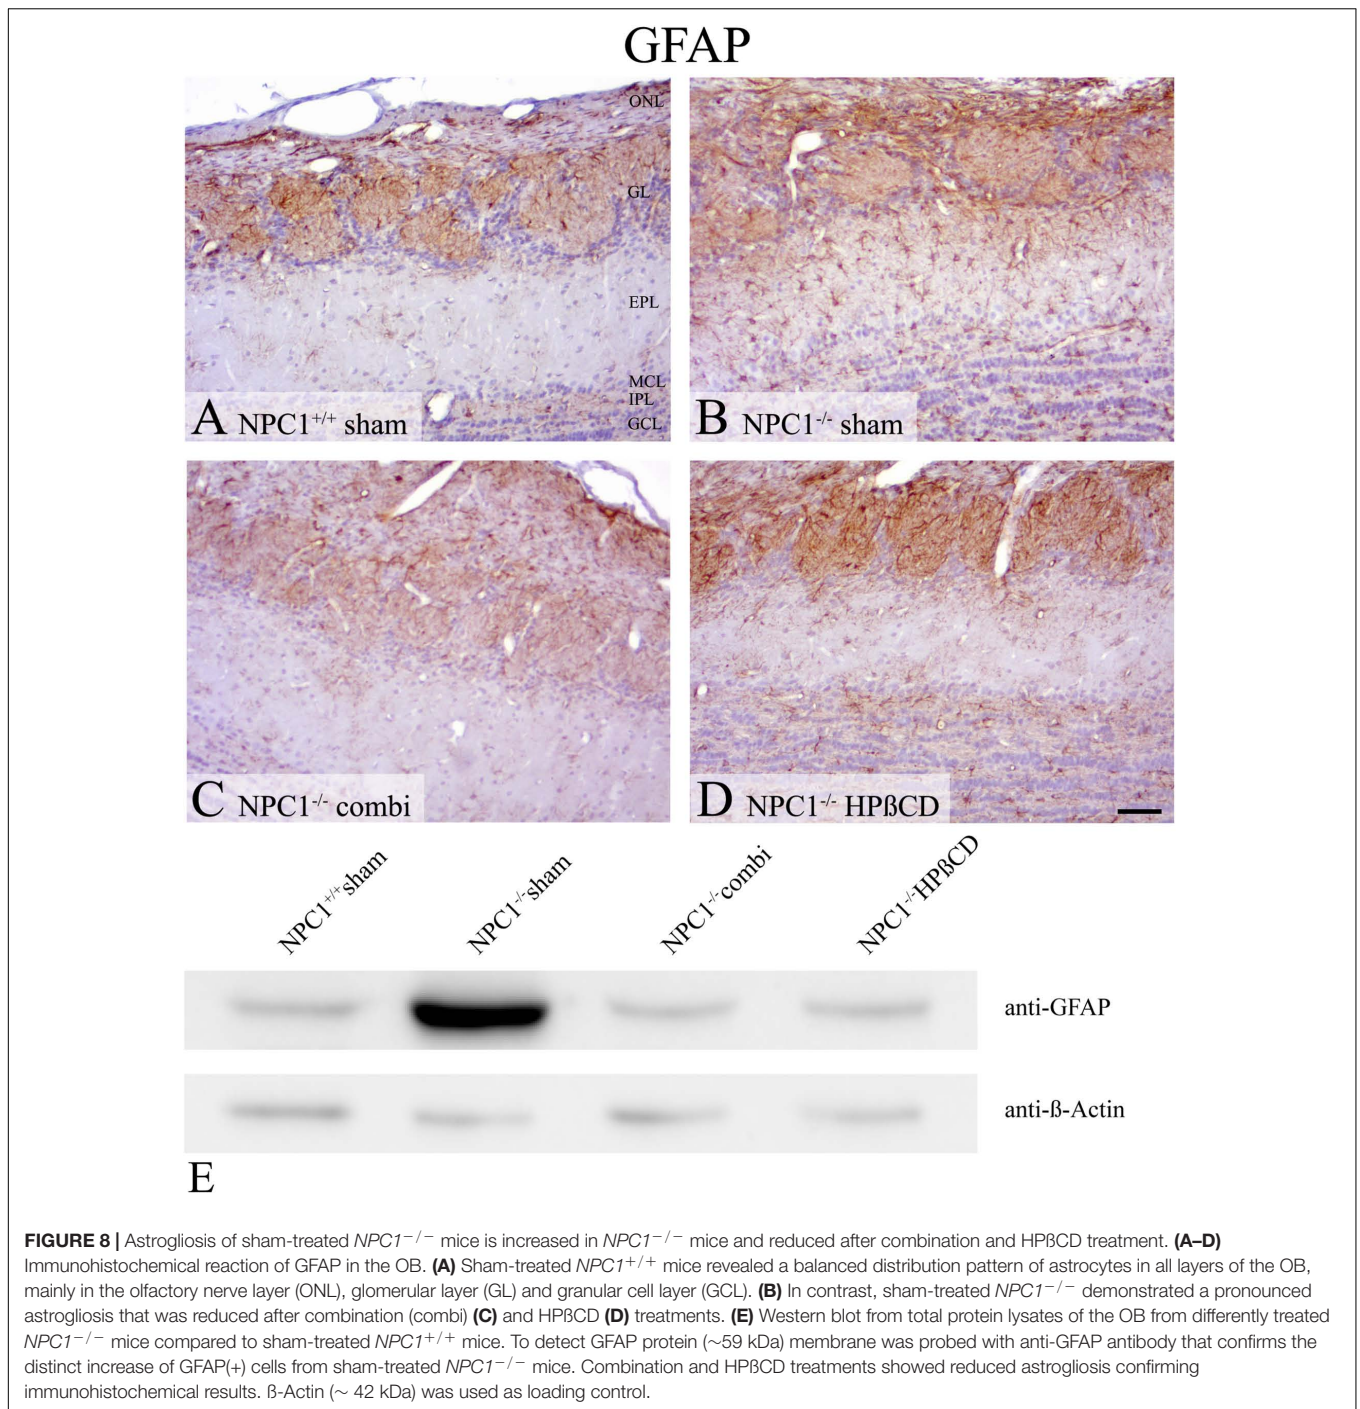 GFAP
ONL
GL
EPL
MCL
IPL
GCL
A NPC1+/+ sham
B NPC1-/- sham
C NPC1-/- combi
D NPC1-/- HPßCD
NPC1+/+sham
NPC1-/-sham
NPC1-/-combi
NPC1-/-HPßCD
anti-GFAP
anti-ß-Actin
E
FIGURE 8 | Astrogliosis of sham-treated NPC1−/− mice is increased in NPC1−/− mice and reduced after combination and HPßCD treatment. (A–D)
Immunohistochemical reaction of GFAP in the OB. (A) Sham-treated NPC1+/+ mice revealed a balanced distribution pattern of astrocytes in all layers of the OB,
mainly in the olfactory nerve layer (ONL), glomerular layer (GL) and granular cell layer (GCL). (B) In contrast, sham-treated NPC1−/− demonstrated a pronounced
astrogliosis that was reduced after combination (combi) (C) and HPßCD (D) treatments. (E) Western blot from total protein lysates of the OB from differently treated
NPC1−/− mice compared to sham-treated NPC1+/+ mice. To detect GFAP protein (∼59 kDa) membrane was probed with anti-GFAP antibody that confirms the
distinct increase of GFAP(+) cells from sham-treated NPC1−/− mice. Combination and HPßCD treatments showed reduced astrogliosis confirming
immunohistochemical results. ß-Actin (∼ 42 kDa) was used as loading control.